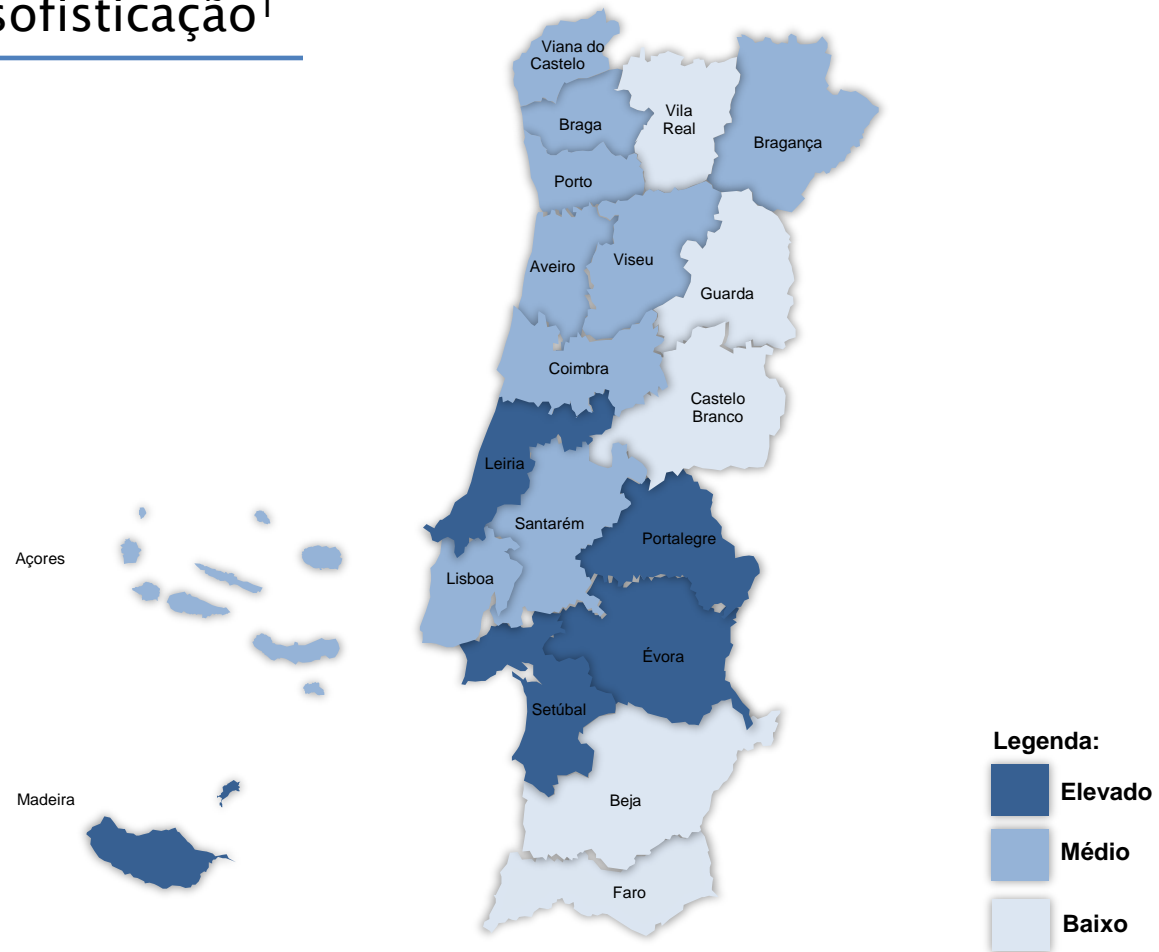 sofisticação¹
Viana do
Castelo
Braga
Vila
Real
Bragança
Porto
Aveiro
Viseu
Guarda
Coimbra
Castelo
Branco
Leiria
Santarém
Portalegre
Açores
Lisboa
Évora
Setúbal
Legenda:
Elevado
Madeira
Beja
Médio
Faro
Baixo